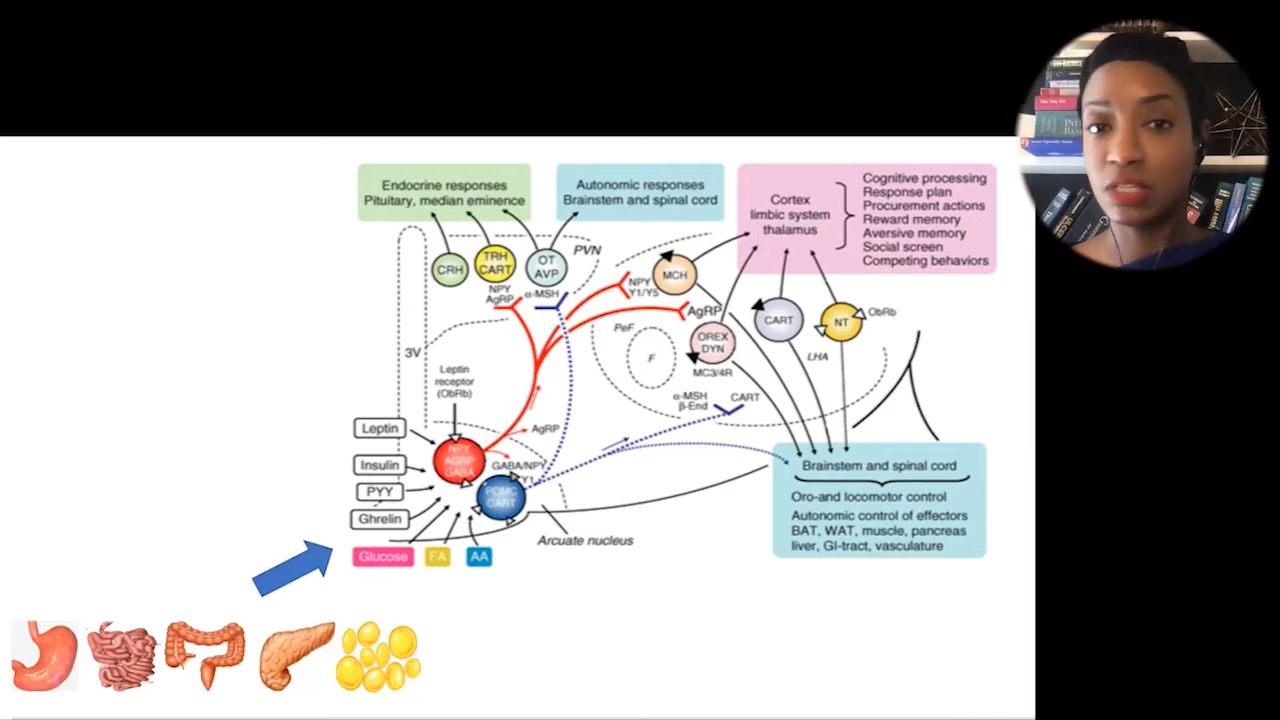 Endocrine responses
Pituitary, median eminence
Autonomic responses
Brainstem and spinal cord
Cortex
limbic system
thalamus
Cognitive processing
Response plan
Procurement actions
Reward memory
Aversive memory
Social screen
Competing behaviors
PVN
CRH
TRH
CART
OT
AVP
NPY
AgRP
α-MSH
NPY
Y1/Y5
MCH
AgRP
PeF
F
OREX
DYN
MC3/4R
CART
NT
ObRb
LHA
3V
Leptin
receptor
(ObRb)
α-MSH
β-End
CART
Leptin
Insulin
PYY
Ghrelin
NPY
AGRP
GABA
AgRP
GABA/NPY
Y1
POMC
CART
Arcuate nucleus
Glucose
FA
AA
Brainstem and spinal cord
Oro-and locomotor control
Autonomic control of effectors
BAT, WAT, muscle, pancreas
liver, GI-tract, vasculature